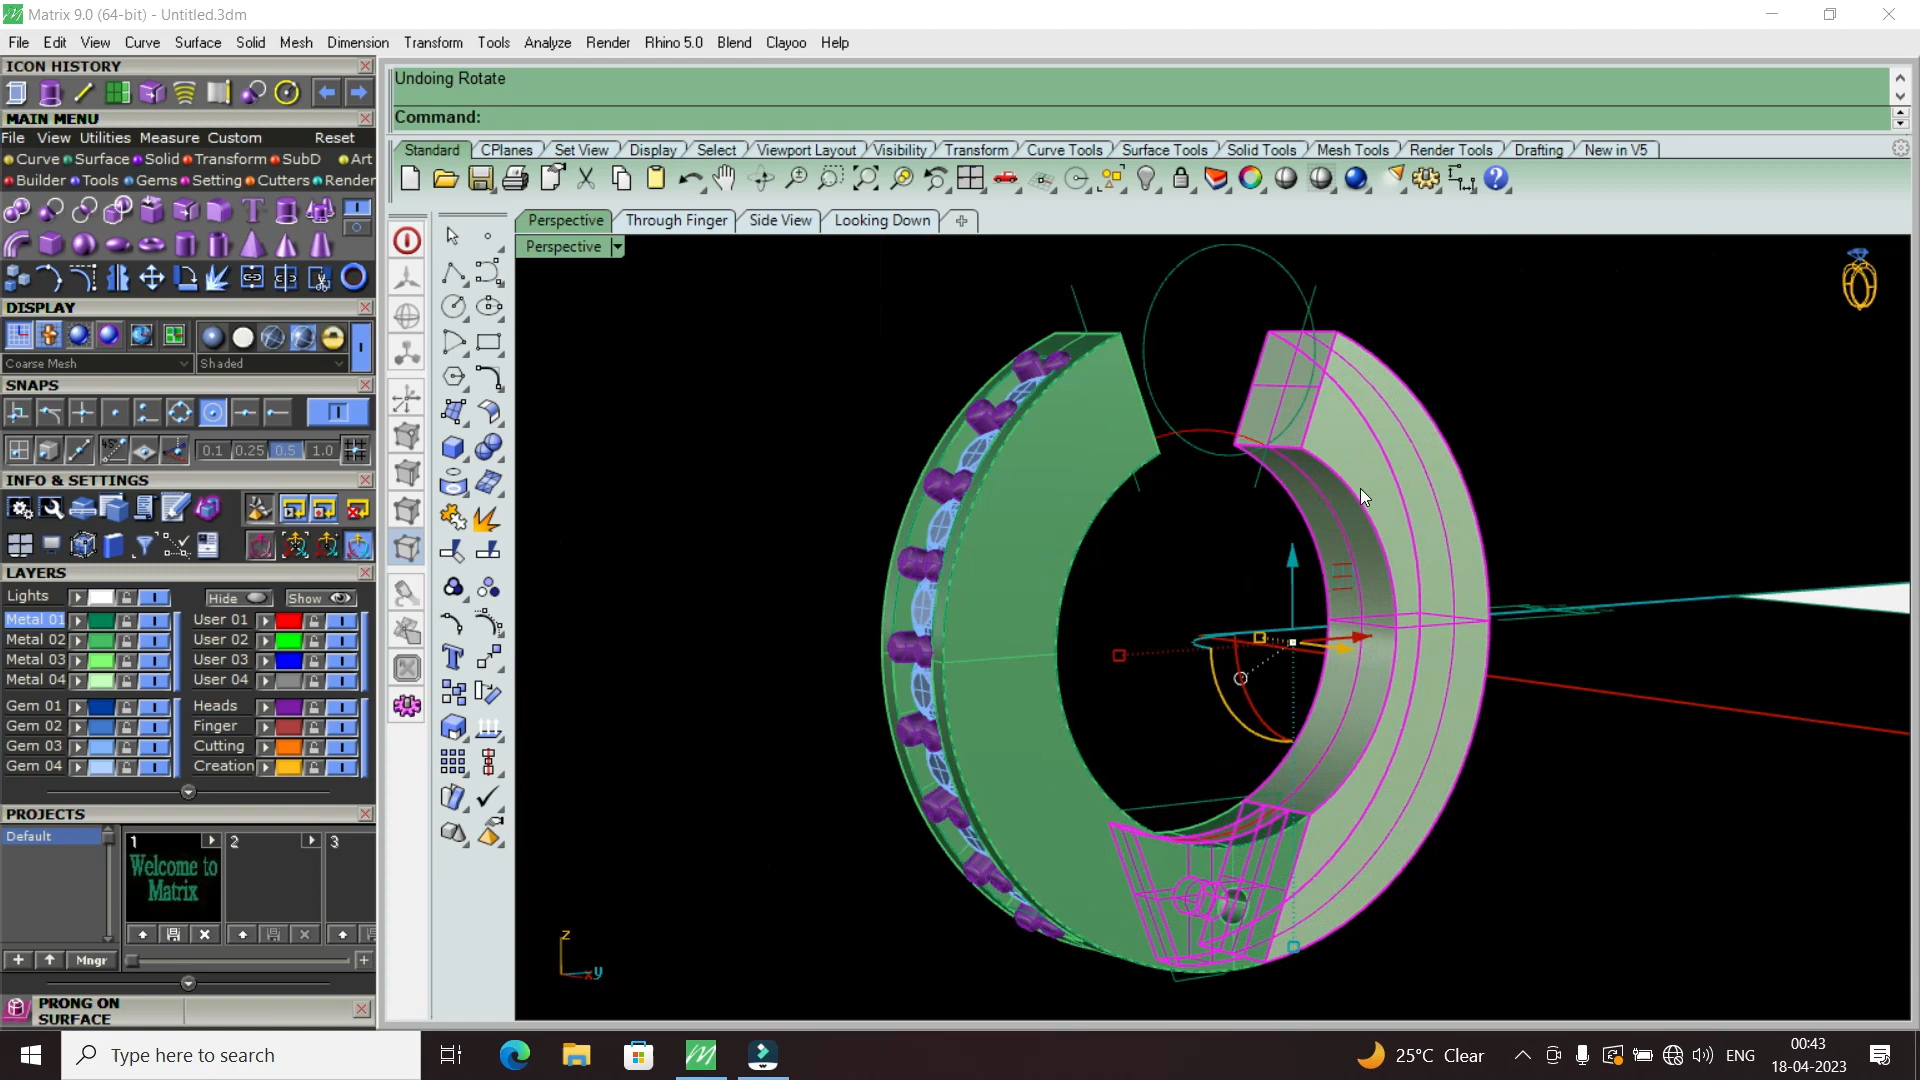 Matrix 9.0 (64-bit) - Untitled.3dm
File Edit View Curve Surface Solid Mesh Dimension Transform Tools Analyze Render Rhino 5.0 Blend Clayoo Help
ICON HISTORY
Undoing Rotate
Command:
MAIN MENU
File View Utilities Measure Custom Reset
Curve Surface Solid Transform SubD Art
Builder Tools Gems Setting Cutters Render
Standard CPlanes Set View Display Select Viewport Layout Visibility Transform Curve Tools Surface Tools Solid Tools Mesh Tools Render Tools Drafting New in V5
Perspective Through Finger Side View Looking Down
Perspective
DISPLAY
Coarse Mesh Shaded
SNAPS
45°
0.1 0.25 0.5 1.0
INFO & SETTINGS
LAYERS
Lights Hide Show
Metal 01 User 01
Metal 02 User 02
Metal 03 User 03
Metal 04 User 04
Gem 01 Heads
Gem 02 Finger
Gem 03 Cutting
Gem 04 Creation
PROJECTS
Default
1 2 3
Welcome to
Matrix
Mngr
PRONG ON
SURFACE
z
x y
Type here to search
25°C Clear
ENG
00:43
18-04-2023